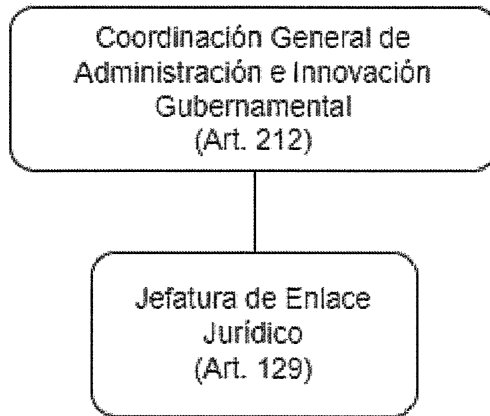 Coordinación General de
Administración e Innovación
Gubernamental
(Art. 212)
Jefatura de Enlace
Jurídico
(Art. 129)